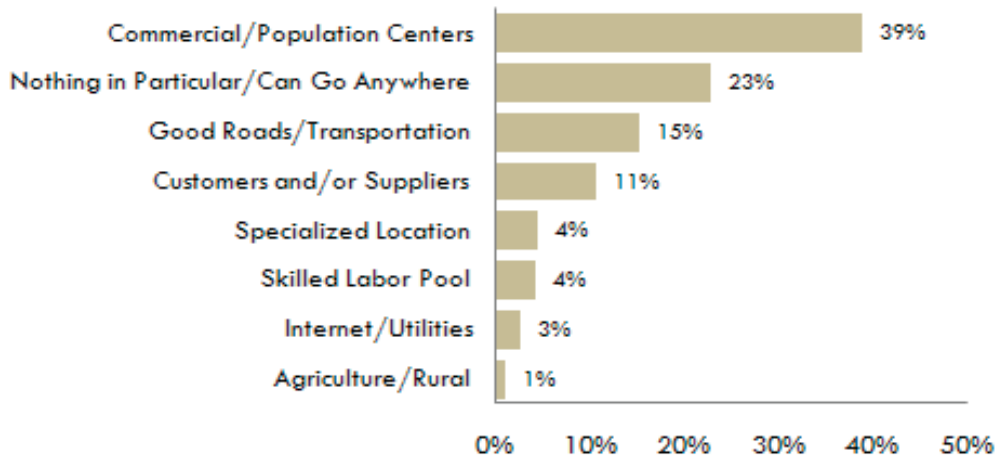 Commercial/Population Centers 39%
Nothing in Particular/Can Go Anywhere 23%
Good Roads/Transportation 15%
Customers and/or Suppliers 11%
Specialized Location 4%
Skilled Labor Pool 4%
Internet/Utilities 3%
Agriculture/Rural 1%
0% 10% 20% 30% 40% 50%